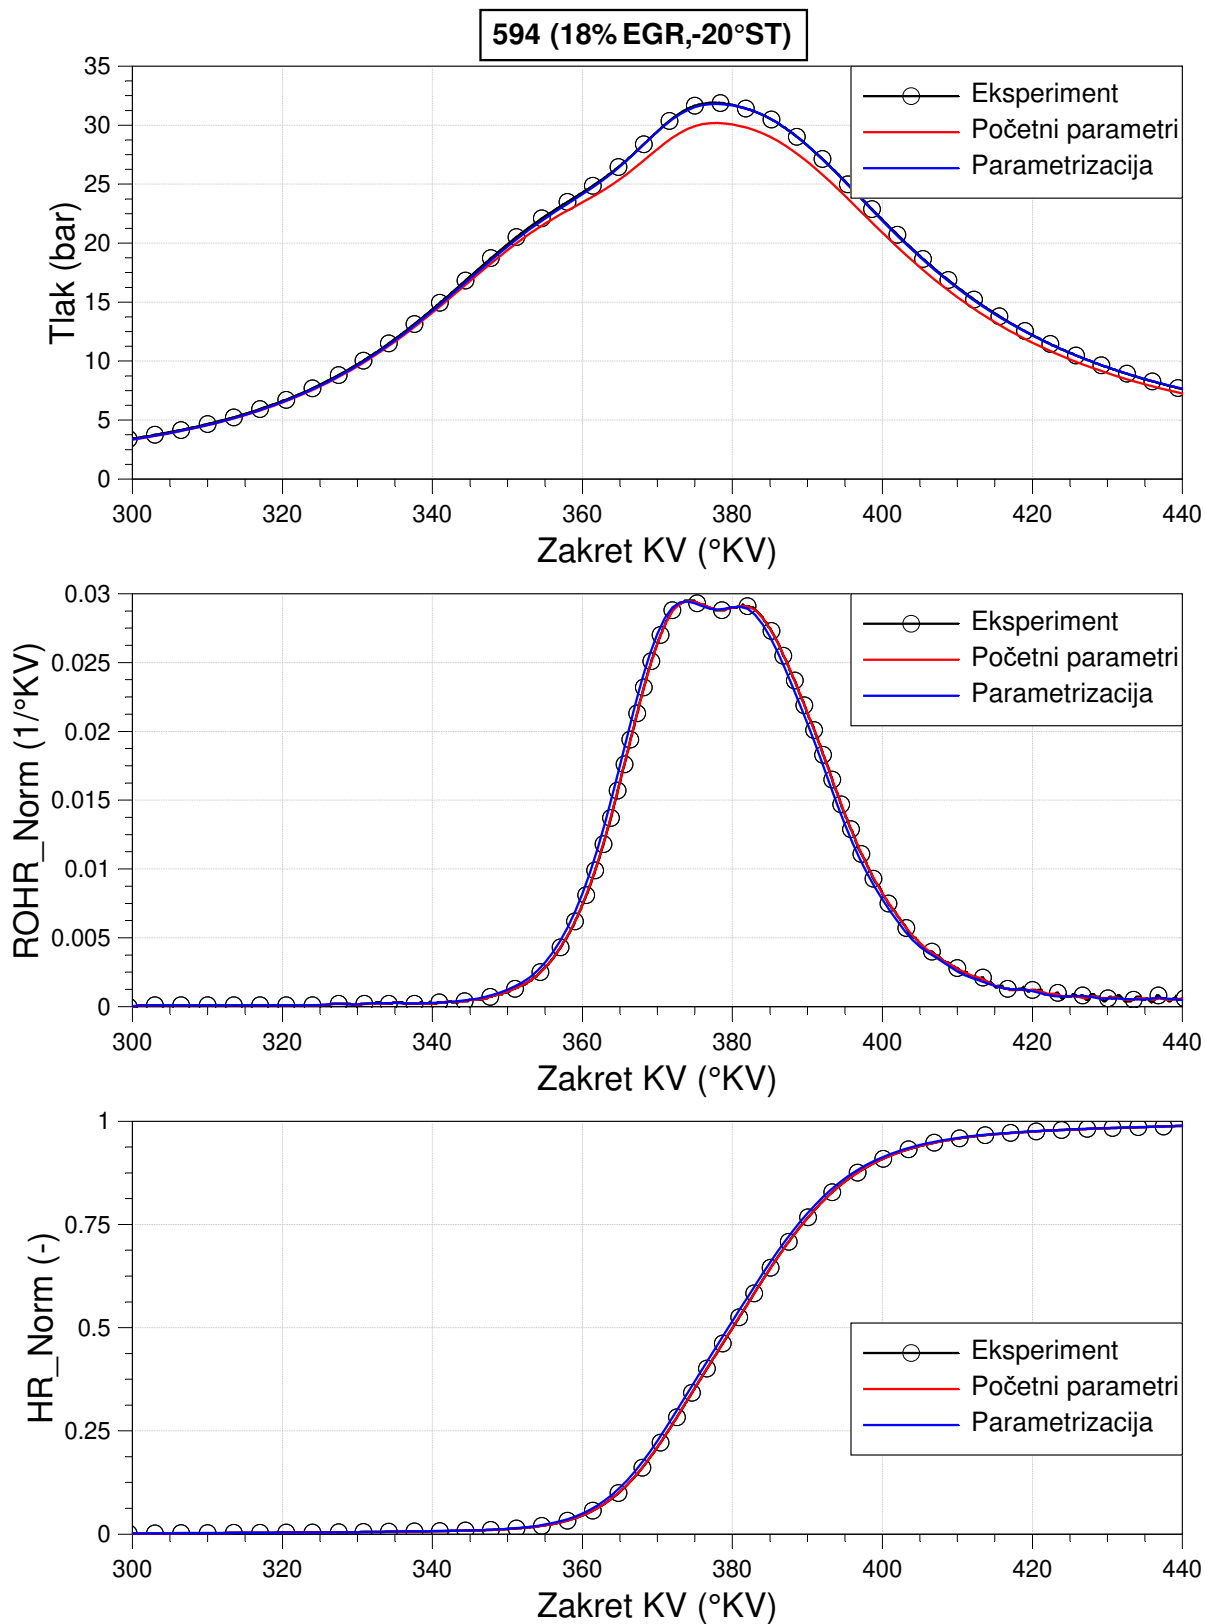 594 (18% EGR,-20°ST)
35
30
25
20
15
10
5
0
Tlak (bar)
Eksperiment
Početni parametri
Parametrizacija
300 320 340 360 380 400 420 440
Zakret KV (°KV)
0.03
0.025
0.02
0.015
0.01
0.005
0
ROHR_Norm (1/°KV)
Eksperiment
Početni parametri
Parametrizacija
300 320 340 360 380 400 420 440
Zakret KV (°KV)
1
0.75
0.5
0.25
0
HR_Norm (-)
Eksperiment
Početni parametri
Parametrizacija
300 320 340 360 380 400 420 440
Zakret KV (°KV)